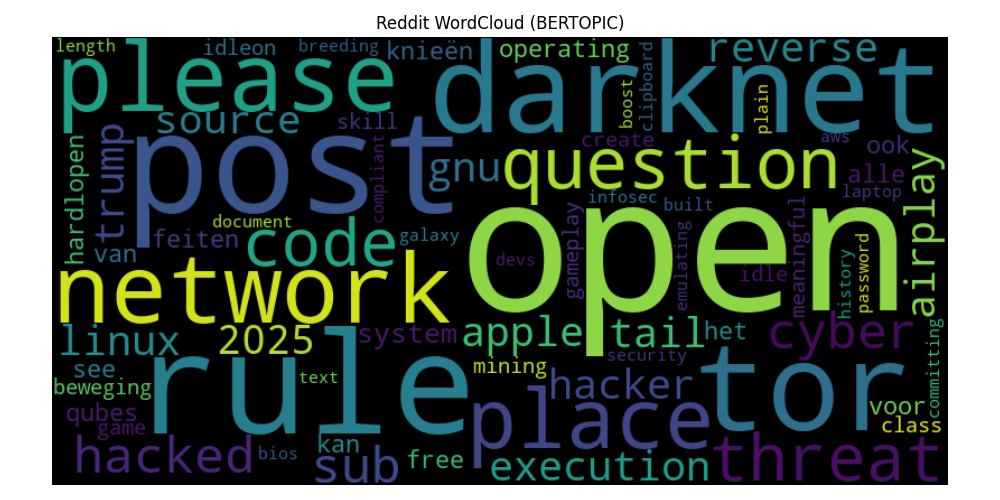 Reddit WordCloud (BERTOPIC)
length
idleon
breeding
knieën
operating
reverse
please
darknet
boost
clipboard
plain
source
skill
post
trump
hardlopen
compliant
gnu
question
create
aws
ook
alle
laptop
airplay
infosec
built
document
feiten
van
code
galaxy
open
devs
gameplay
emulating
idle
meaningful
history
password
network
linux
2025
system
apple
tail
het
cyber
committing
see
beweging
text
rule
mining
security
hacker
place
tor
voor
class
qubes
game
hacked
bios
kan
sub
free
execution
threat